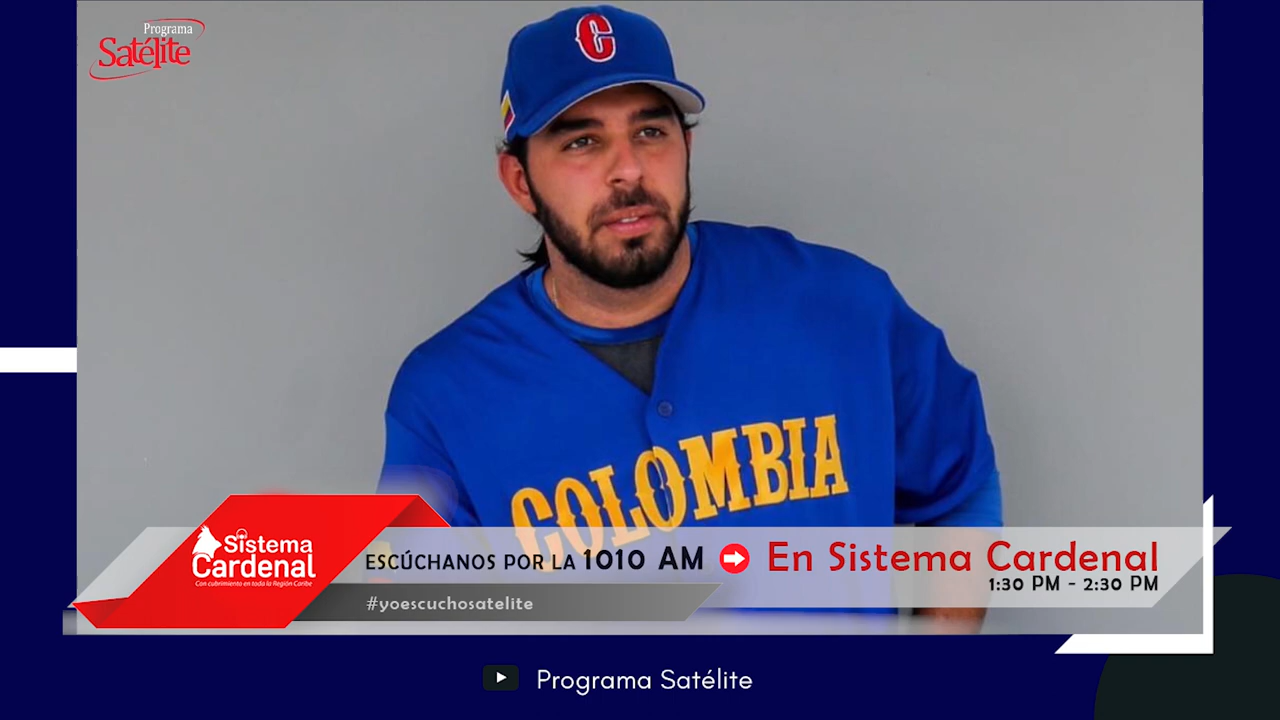 Programa
Satélite
C
COLOMBIA
Sistema
Cardenal
Con cubrimiento en toda la Región Caribe
ESCÚCHANOS POR LA 1010 AM
En Sistema Cardenal
1:30 PM - 2:30 PM
#yoescuchosatelite
Programa Satélite